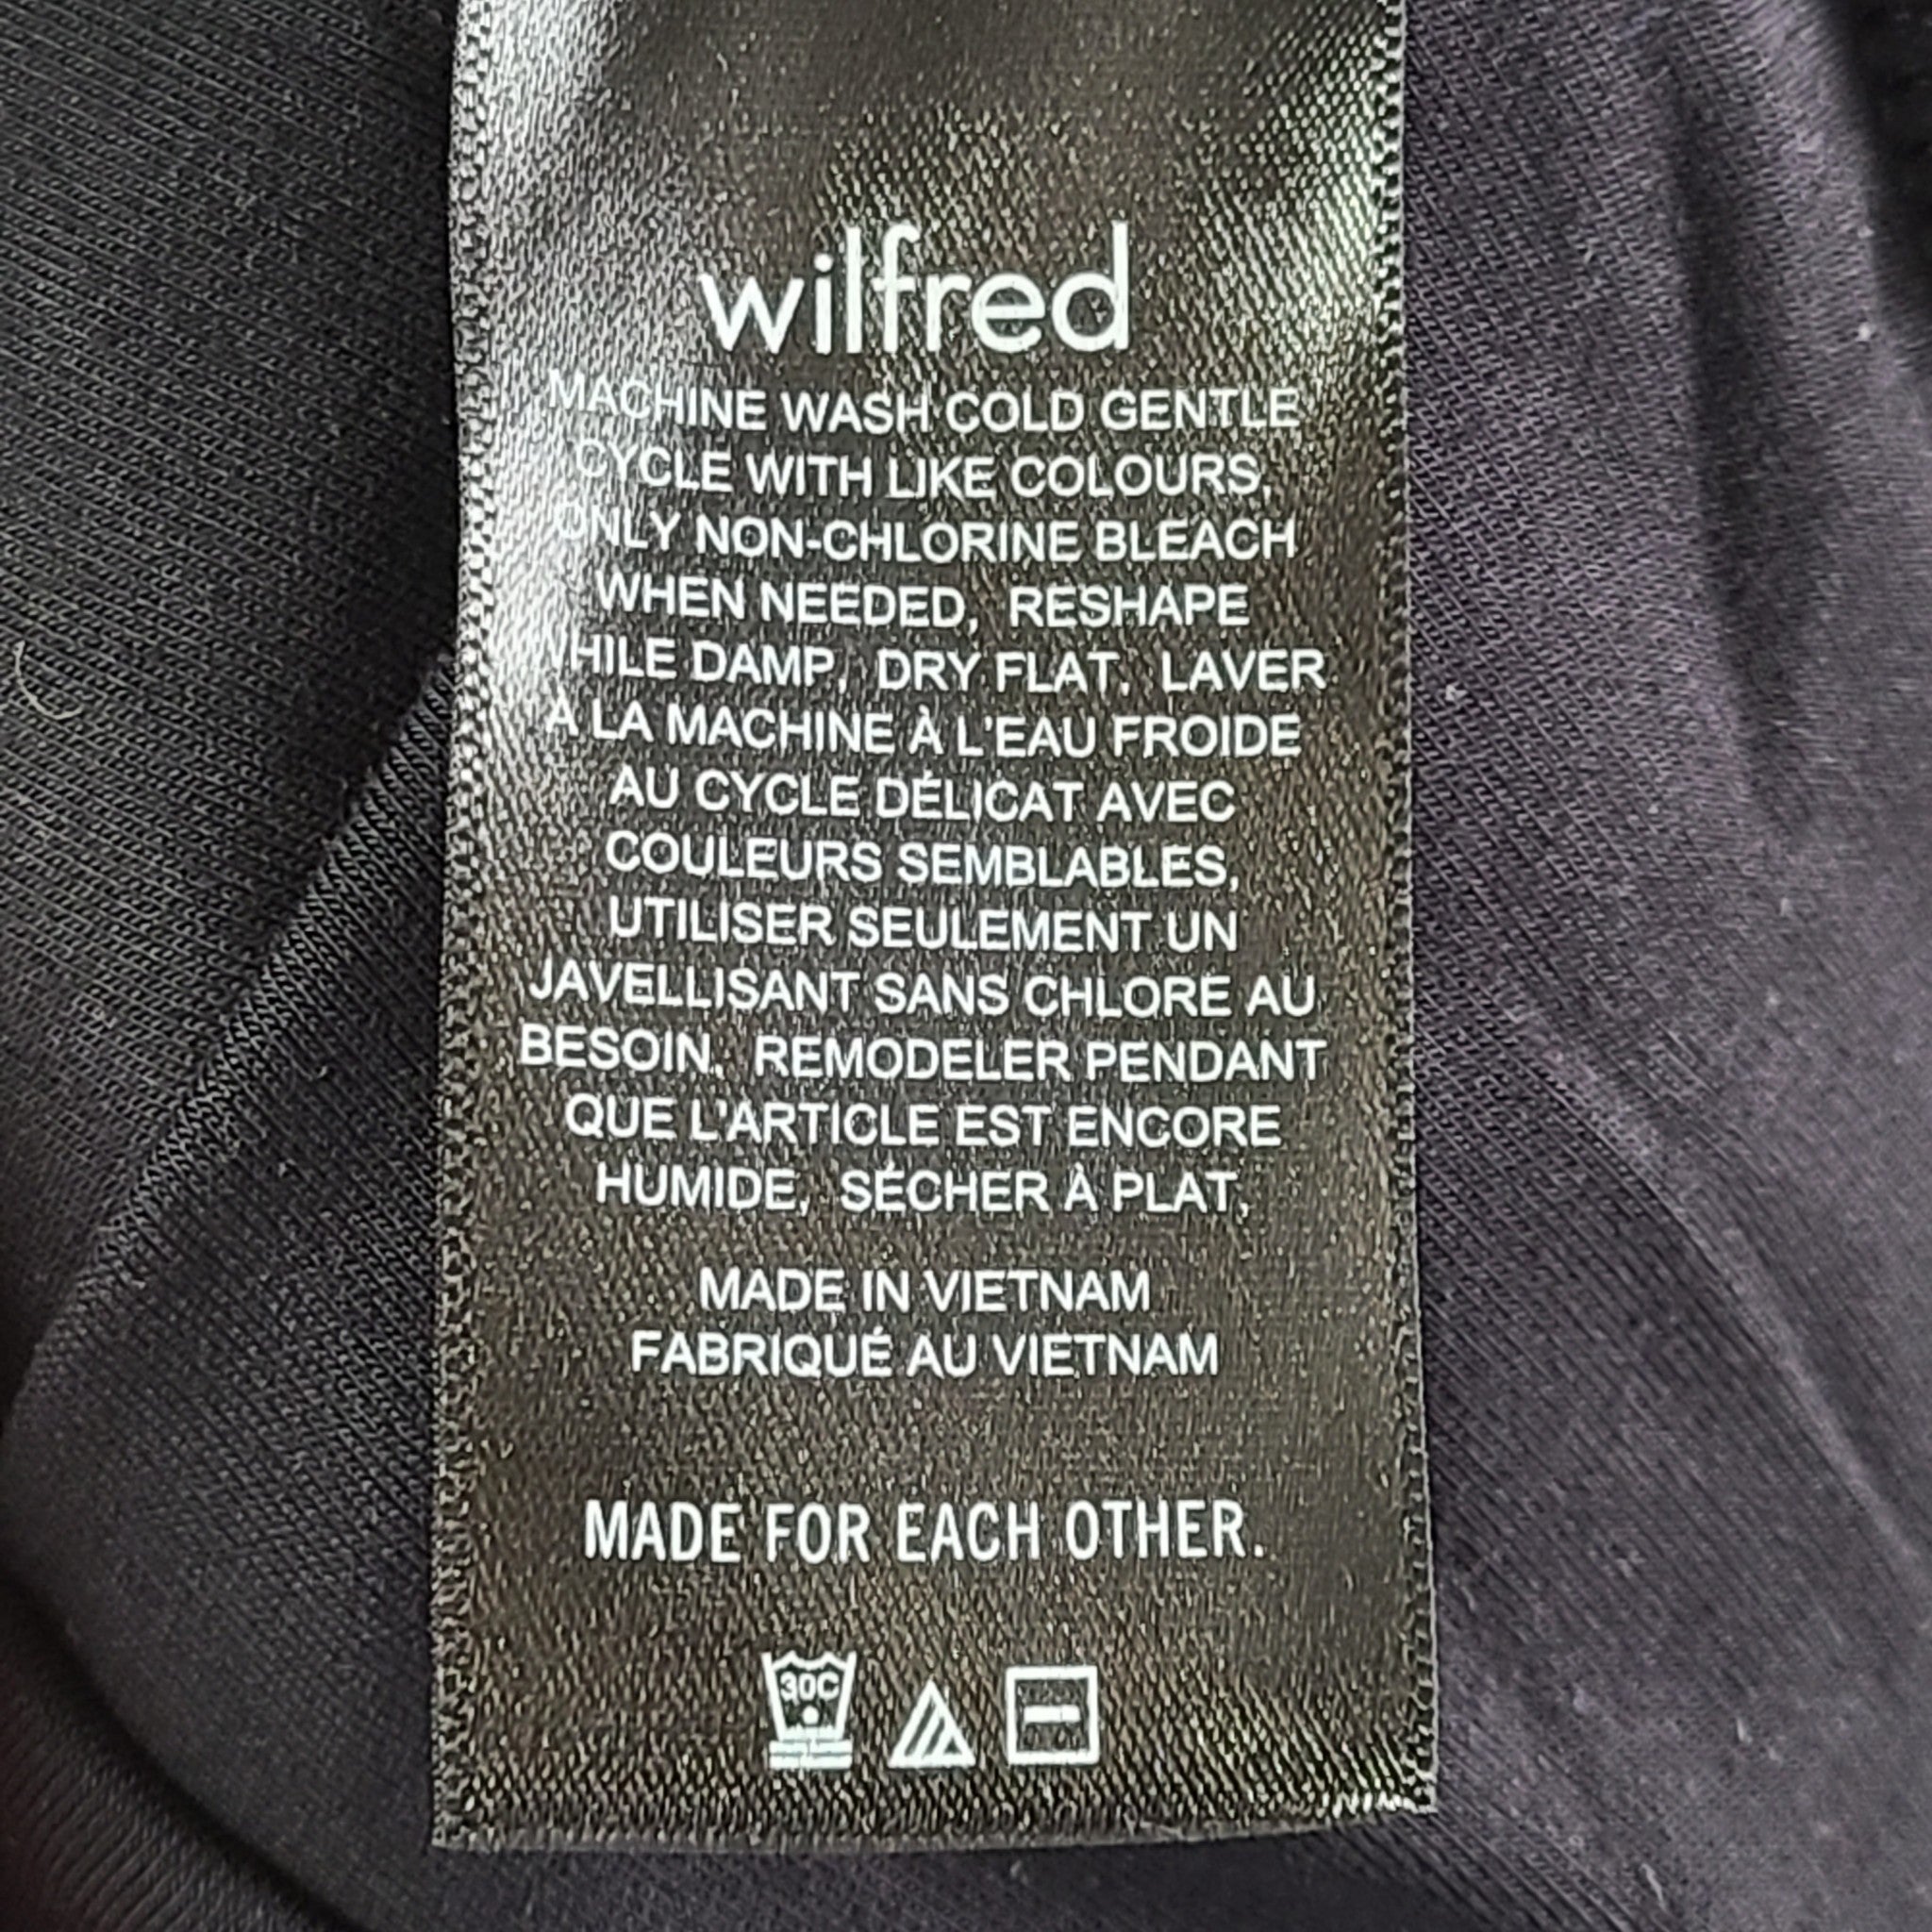 wilfred
MACHINE WASH COLD GENTLE
CYCLE WITH LIKE COLOURS,
ONLY NON-CHLORINE BLEACH
WHEN NEEDED, RESHAPE
WHILE DAMP, DRY FLAT. LAVER
À LA MACHINE À L'EAU FROIDE
AU CYCLE DÉLICAT AVEC
COULEURS SEMBLABLES,
UTILISER SEULEMENT UN
JAVELLISANT SANS CHLORE AU
BESOIN. REMODELER PENDANT
QUE L'ARTICLE EST ENCORE
HUMIDE, SÉCHER À PLAT,
MADE IN VIETNAM
FABRIQUÉ AU VIETNAM
MADE FOR EACH OTHER.
30C